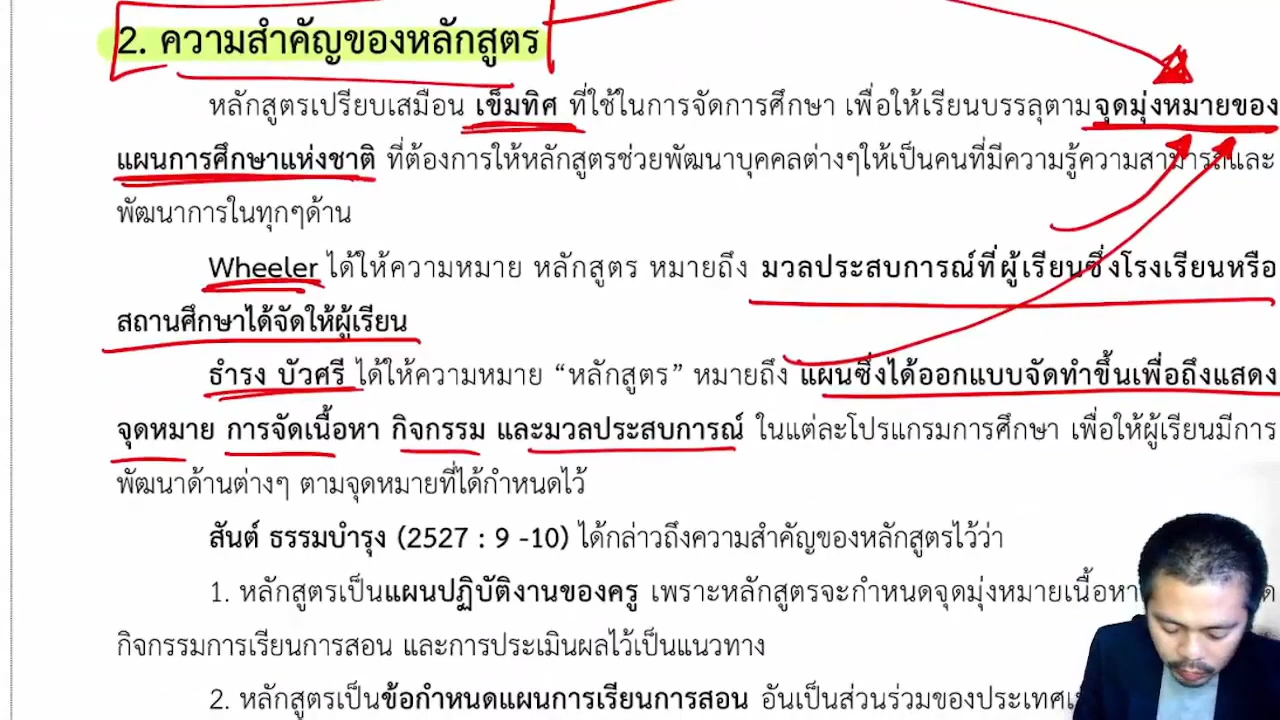 2. ความสำคัญของหลักสูตร
หลักสูตรเปรียบเสมือน เข็มทิศ ที่ใช้ในการจัดการศึกษา เพื่อให้เรียนบรรลุตามจุดมุ่งหมายของ
แผนการศึกษาแห่งชาติ ที่ต้องการให้หลักสูตรช่วยพัฒนาบุคคลต่างๆให้เป็นคนที่มีความรู้ความสามารถและ
พัฒนาการในทุกๆด้าน
Wheeler ได้ให้ความหมาย หลักสูตร หมายถึง มวลประสบการณ์ที่ผู้เรียนซึ่งโรงเรียนหรือ
สถานศึกษาได้จัดให้ผู้เรียน
ธำรง บัวศรี ได้ให้ความหมาย “หลักสูตร” หมายถึง แผนซึ่งได้ออกแบบจัดทำขึ้นเพื่อถึงแสดง
จุดหมาย การจัดเนื้อหา กิจกรรม และมวลประสบการณ์ ในแต่ละโปรแกรมการศึกษา เพื่อให้ผู้เรียนมีการ
พัฒนาด้านต่างๆ ตามจุดหมายที่ได้กำหนดไว้
สันต์ ธรรมบำรุง (2527 : 9 -10) ได้กล่าวถึงความสำคัญของหลักสูตรไว้ว่า
1. หลักสูตรเป็นแผนปฏิบัติงานของครู เพราะหลักสูตรจะกำหนดจุดมุ่งหมายเนื้อหา
กิจกรรมการเรียนการสอน และการประเมินผลไว้เป็นแนวทาง
2. หลักสูตรเป็นข้อกำหนดแผนการเรียนการสอน อันเป็นส่วนร่วมของประเทศ